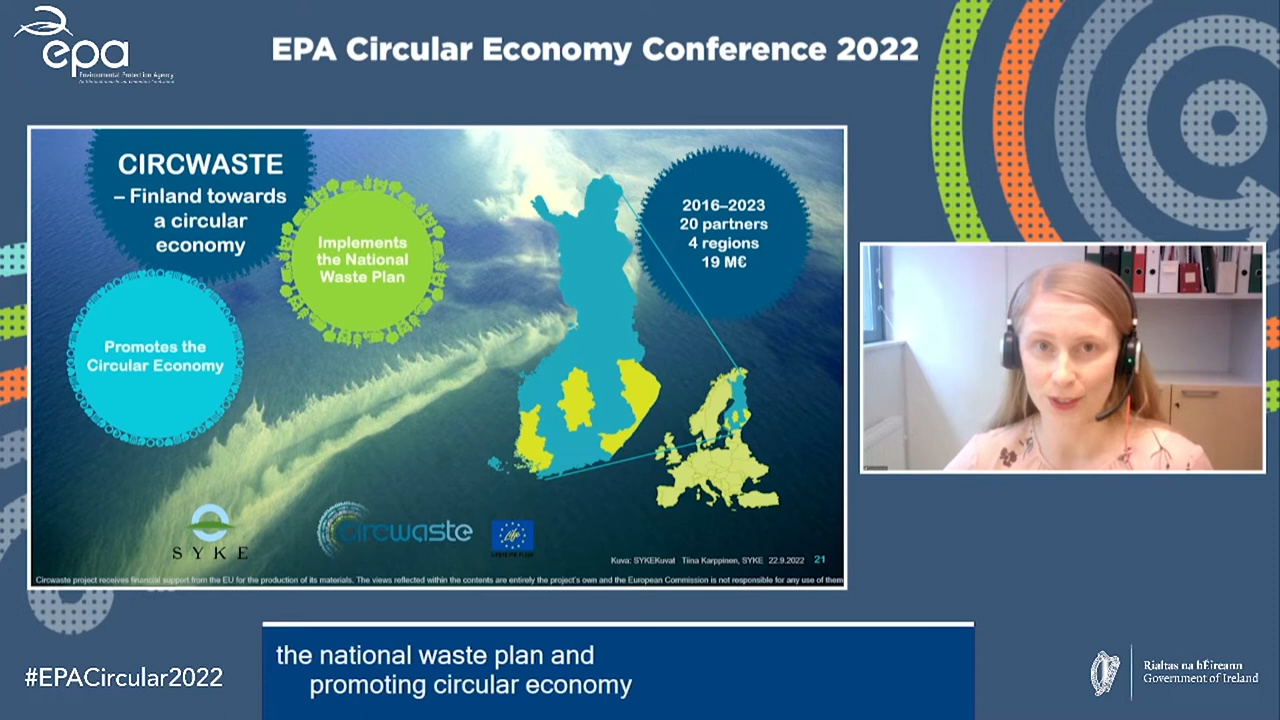 epa
Environmental Protection Agency
EPA Circular Economy Conference 2022
CIRCWASTE
– Finland towards
a circular
economy
Implements
the National
Waste Plan
Promotes the
Circular Economy
2016–2023
20 partners
4 regions
19 M€
SYKE
circwaste
life
Kuva: SYKEKuvat Tiina Karppinen, SYKE 22.9.2022 21
Circwaste project receives financial support from the EU for the production of its materials. The views reflected within the contents are entirely the project's own and the European Commission is not responsible for any use of them
the national waste plan and
promoting circular economy
#EPACircular2022
Rialtas na hÉireann
Government of Ireland